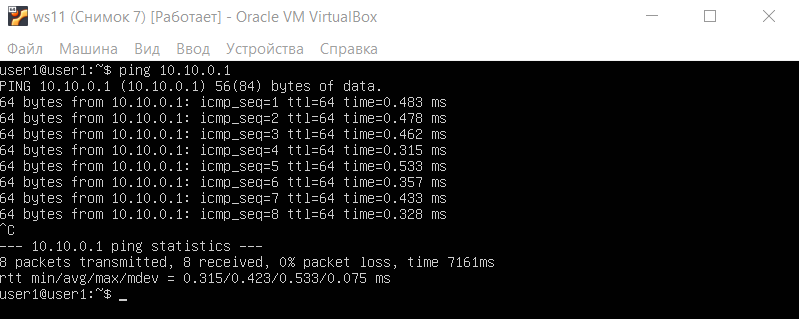 ws11 (Снимок 7) [Работает] - Oracle VM VirtualBox
Файл Машина Вид Ввод Устройства Справка
user1@user1:~$ ping 10.10.0.1
PING 10.10.0.1 (10.10.0.1) 56(84) bytes of data.
64 bytes from 10.10.0.1: icmp_seq=1 ttl=64 time=0.483 ms
64 bytes from 10.10.0.1: icmp_seq=2 ttl=64 time=0.478 ms
64 bytes from 10.10.0.1: icmp_seq=3 ttl=64 time=0.462 ms
64 bytes from 10.10.0.1: icmp_seq=4 ttl=64 time=0.315 ms
64 bytes from 10.10.0.1: icmp_seq=5 ttl=64 time=0.533 ms
64 bytes from 10.10.0.1: icmp_seq=6 ttl=64 time=0.357 ms
64 bytes from 10.10.0.1: icmp_seq=7 ttl=64 time=0.433 ms
64 bytes from 10.10.0.1: icmp_seq=8 ttl=64 time=0.328 ms
^C
--- 10.10.0.1 ping statistics ---
8 packets transmitted, 8 received, 0% packet loss, time 7161ms
rtt min/avg/max/mdev = 0.315/0.423/0.533/0.075 ms
user1@user1:~$ _